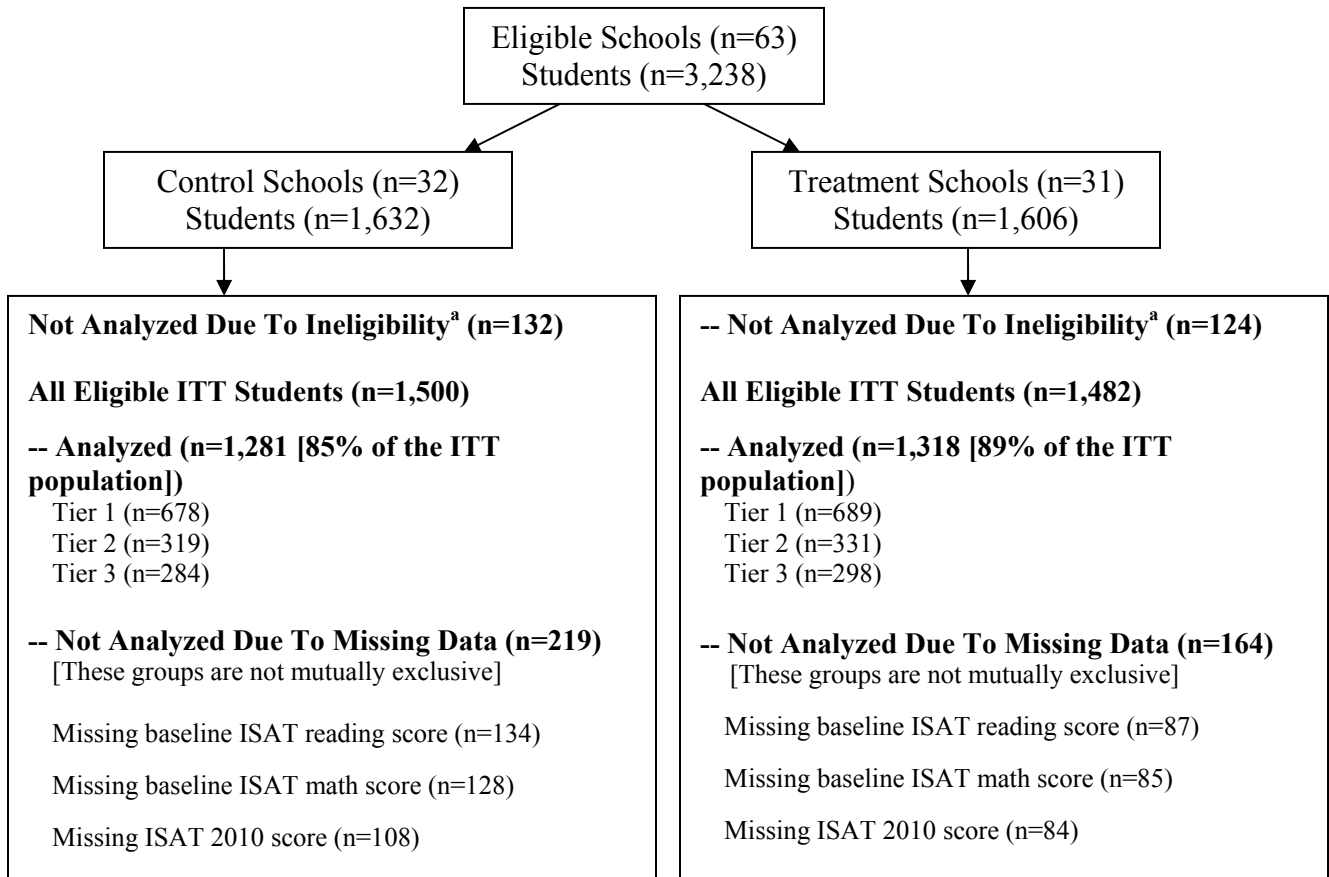 Eligible Schools (n=63)
Students (n=3,238)
Control Schools (n=32)
Students (n=1,632)
Treatment Schools (n=31)
Students (n=1,606)
Not Analyzed Due To Ineligibilityᵃ (n=132)
All Eligible ITT Students (n=1,500)
-- Analyzed (n=1,281 [85% of the ITT
population])
Tier 1 (n=678)
Tier 2 (n=319)
Tier 3 (n=284)
-- Not Analyzed Due To Missing Data (n=219)
[These groups are not mutually exclusive]
Missing baseline ISAT reading score (n=134)
Missing baseline ISAT math score (n=128)
Missing ISAT 2010 score (n=108)
-- Not Analyzed Due To Ineligibilityᵃ (n=124)
All Eligible ITT Students (n=1,482)
-- Analyzed (n=1,318 [89% of the ITT
population])
Tier 1 (n=689)
Tier 2 (n=331)
Tier 3 (n=298)
-- Not Analyzed Due To Missing Data (n=164)
[These groups are not mutually exclusive]
Missing baseline ISAT reading score (n=87)
Missing baseline ISAT math score (n=85)
Missing ISAT 2010 score (n=84)